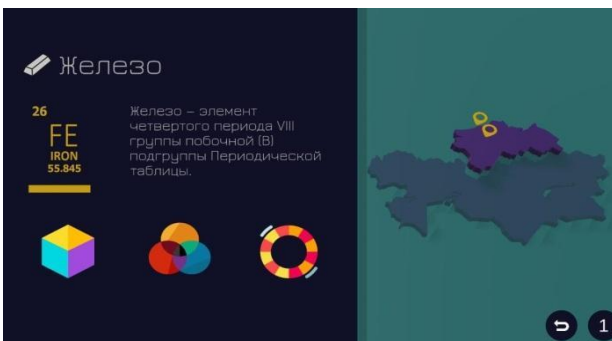 Железо
26
FE
IRON
55.845
Железо – элемент
четвертого периода VIII
группы побочной (B)
подгруппы Периодической
таблицы.
1